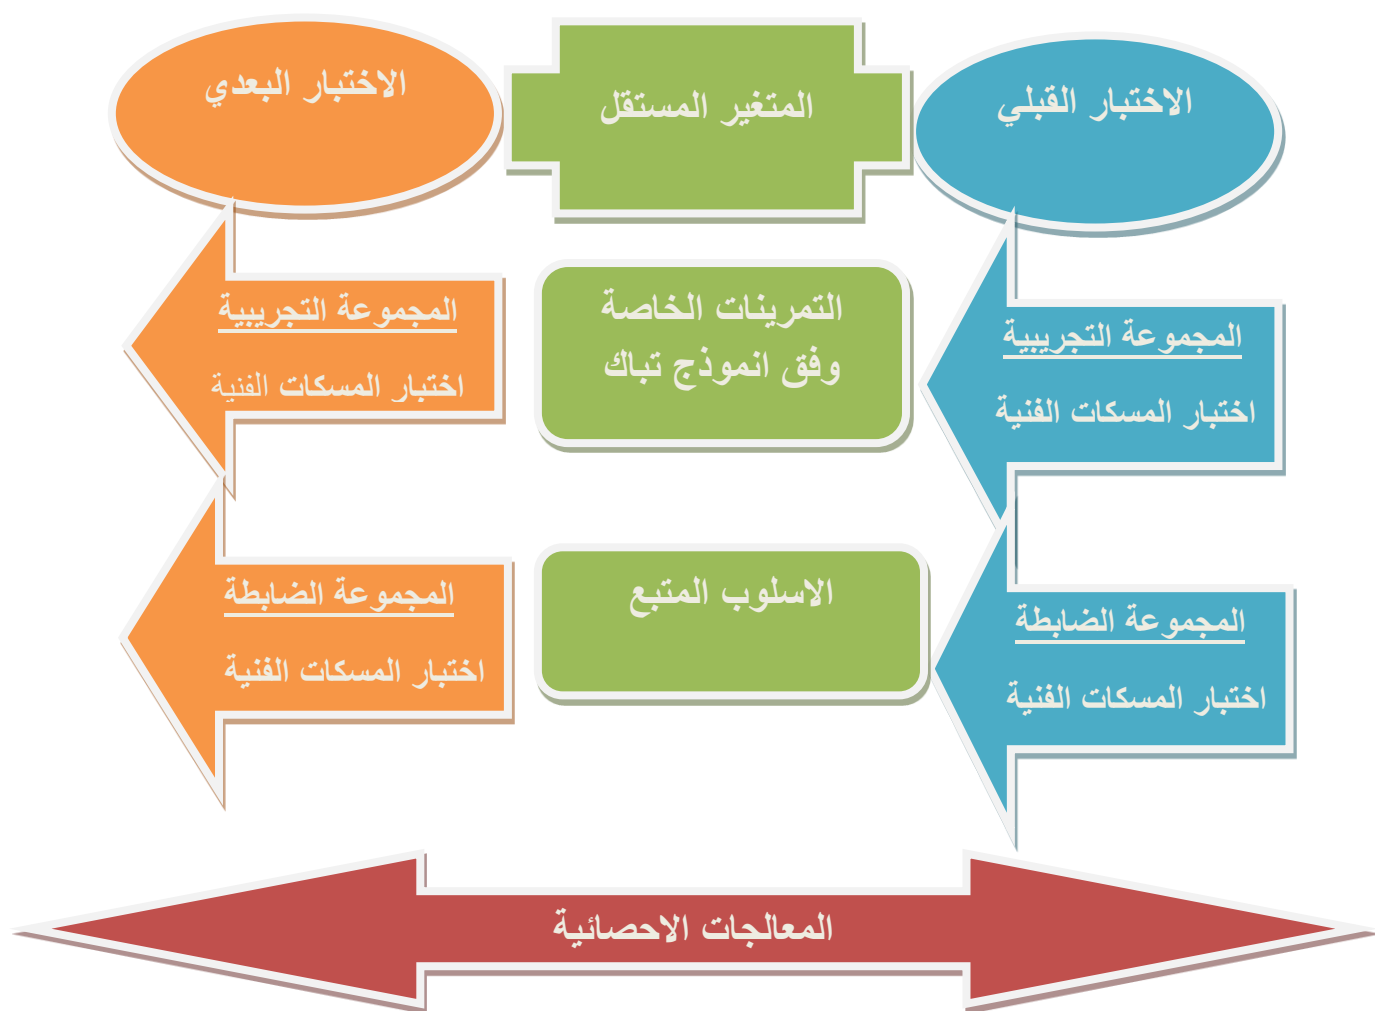 الاختبار القبلي
المتغير المستقل
الاختبار البعدي
المجموعة التجريبية
اختبار المسكات الفنية
التمرينات الخاصة
وفق انموذج تباك
المجموعة التجريبية
اختبار المسكات الفنية
المجموعة الضابطة
اختبار المسكات الفنية
الاسلوب المتبع
المجموعة الضابطة
اختبار المسكات الفنية
المعالجات الاحصائية